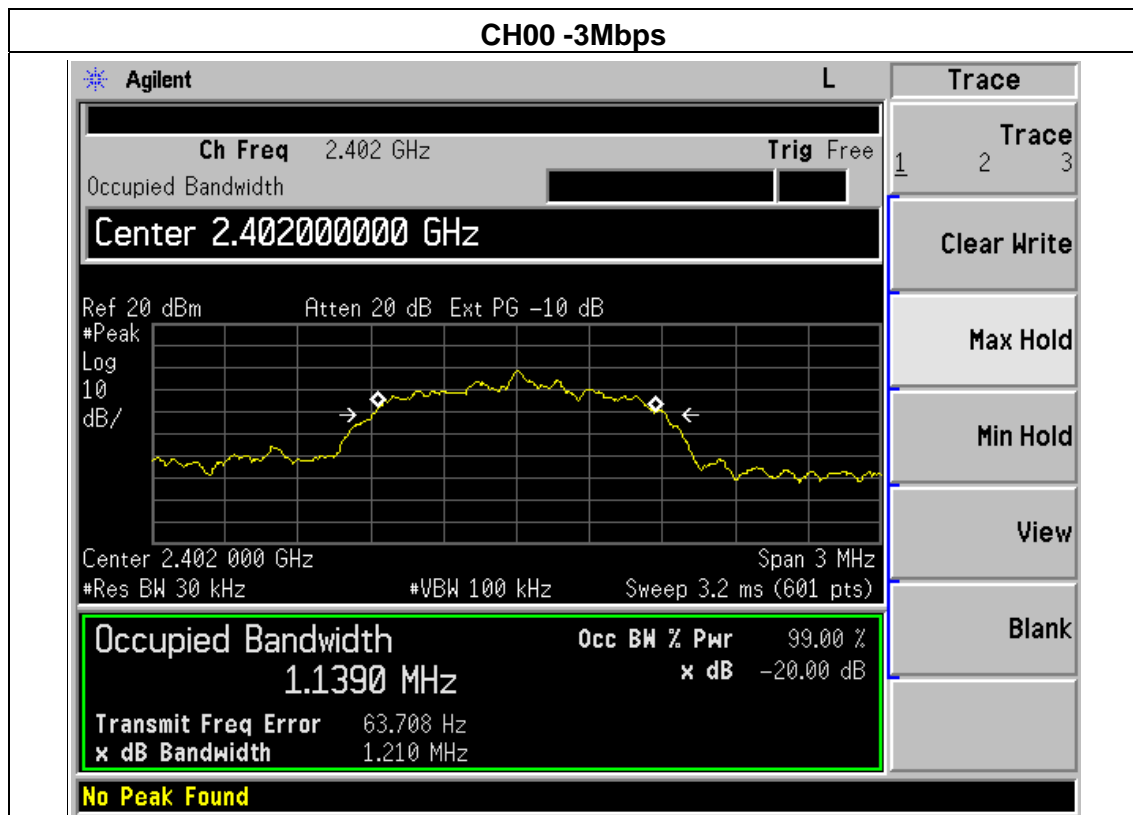 CH00 -3Mbps
Agilent L Trace
Ch Freq 2.402 GHz Trig Free
Occupied Bandwidth
Trace
1 2 3
Center 2.402000000 GHz
Clear Write
Ref 20 dBm Atten 20 dB Ext PG -10 dB
#Peak
Log
10
dB/
Max Hold
Min Hold
View
Center 2.402 000 GHz Span 3 MHz
#Res BW 30 kHz #VBW 100 kHz Sweep 3.2 ms (601 pts)
Blank
Occupied Bandwidth Occ BW % Pwr 99.00 %
1.1390 MHz x dB -20.00 dB
Transmit Freq Error 63.708 Hz
x dB Bandwidth 1.210 MHz
No Peak Found